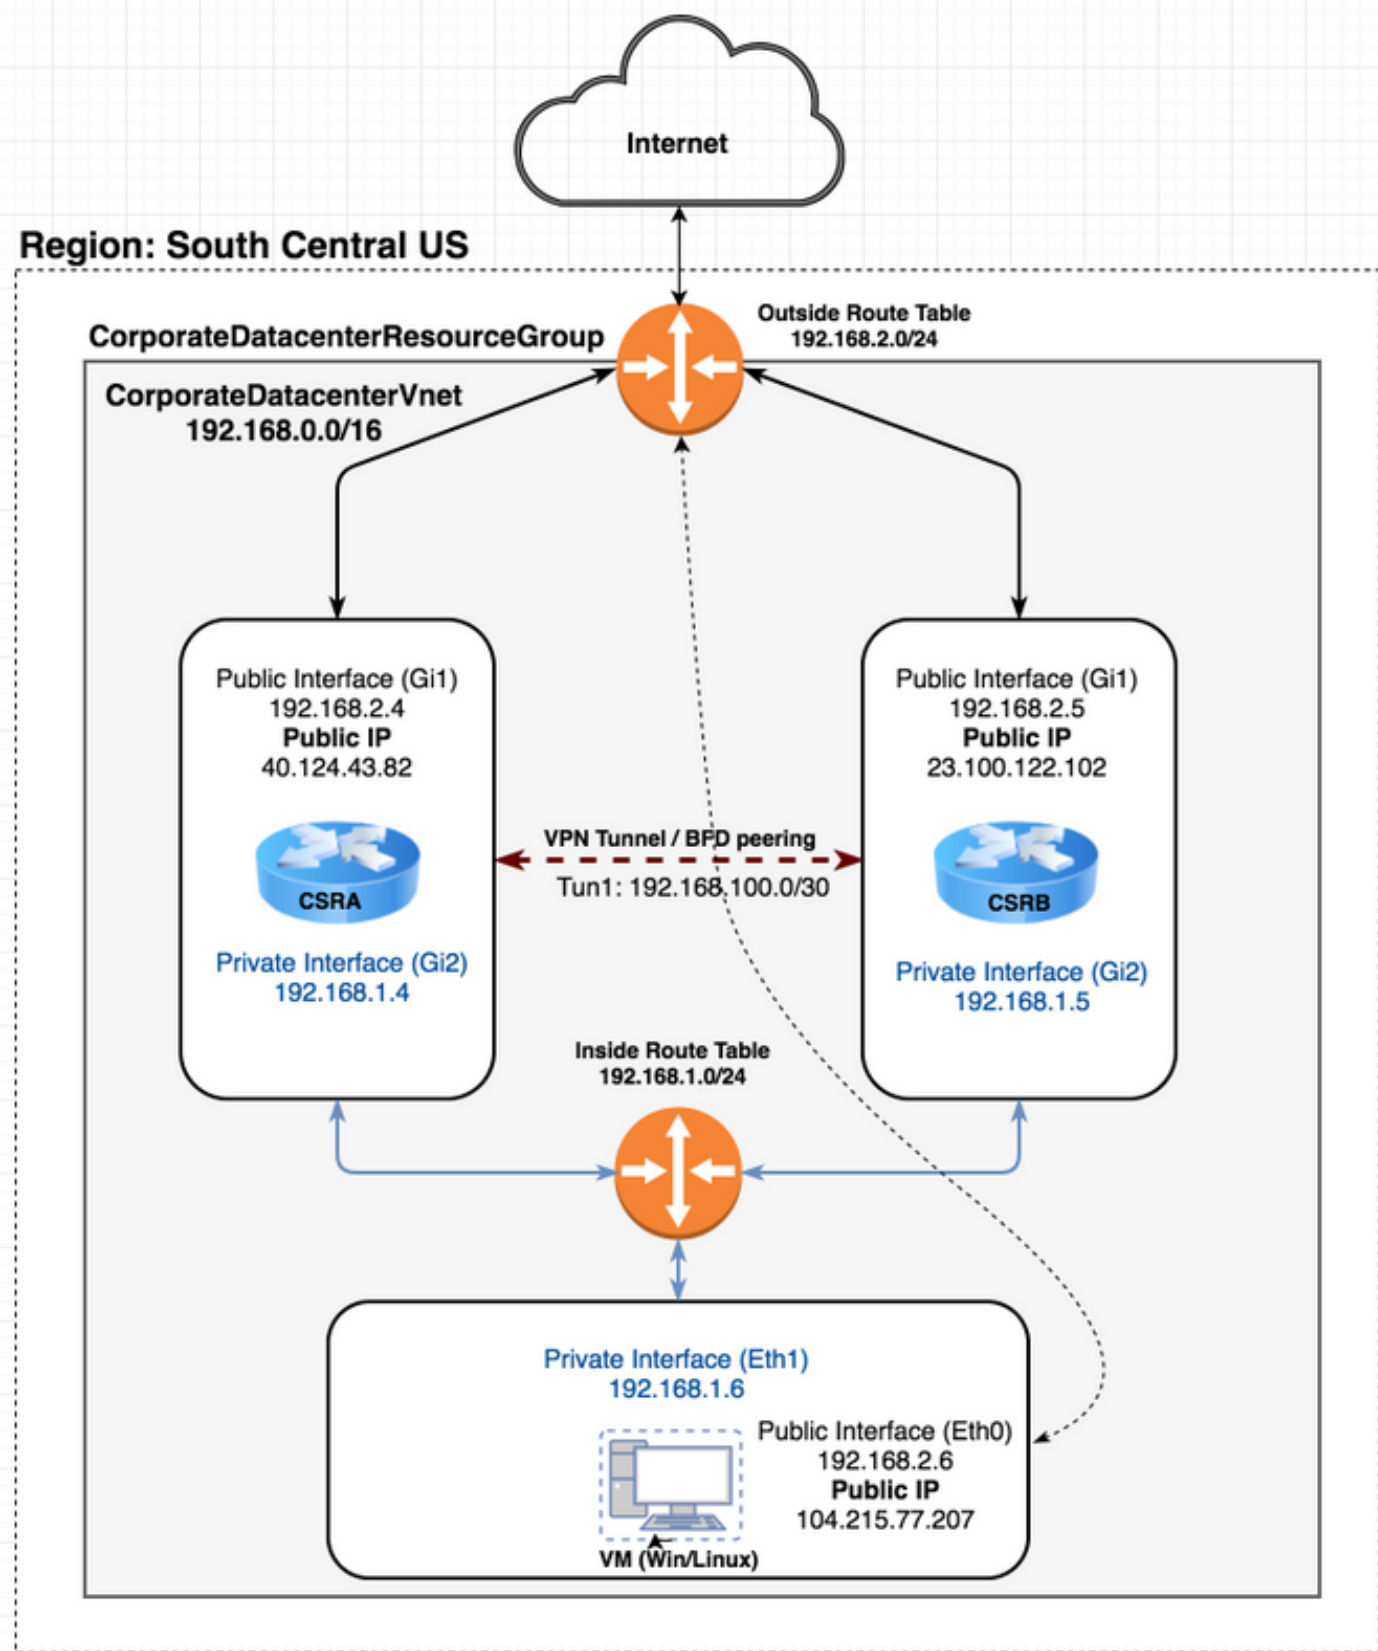 Internet
Region: South Central US
Outside Route Table
192.168.2.0/24
CorporateDatacenterResourceGroup
CorporateDatacenterVnet
192.168.0.0/16
Public Interface (Gi1)
192.168.2.4
Public IP
40.124.43.82
CSRA
Private Interface (Gi2)
192.168.1.4
VPN Tunnel / BFD peering
Tun1: 192.168.100.0/30
Public Interface (Gi1)
192.168.2.5
Public IP
23.100.122.102
CSRB
Private Interface (Gi2)
192.168.1.5
Inside Route Table
192.168.1.0/24
Private Interface (Eth1)
192.168.1.6
Public Interface (Eth0)
192.168.2.6
Public IP
104.215.77.207
VM (Win/Linux)